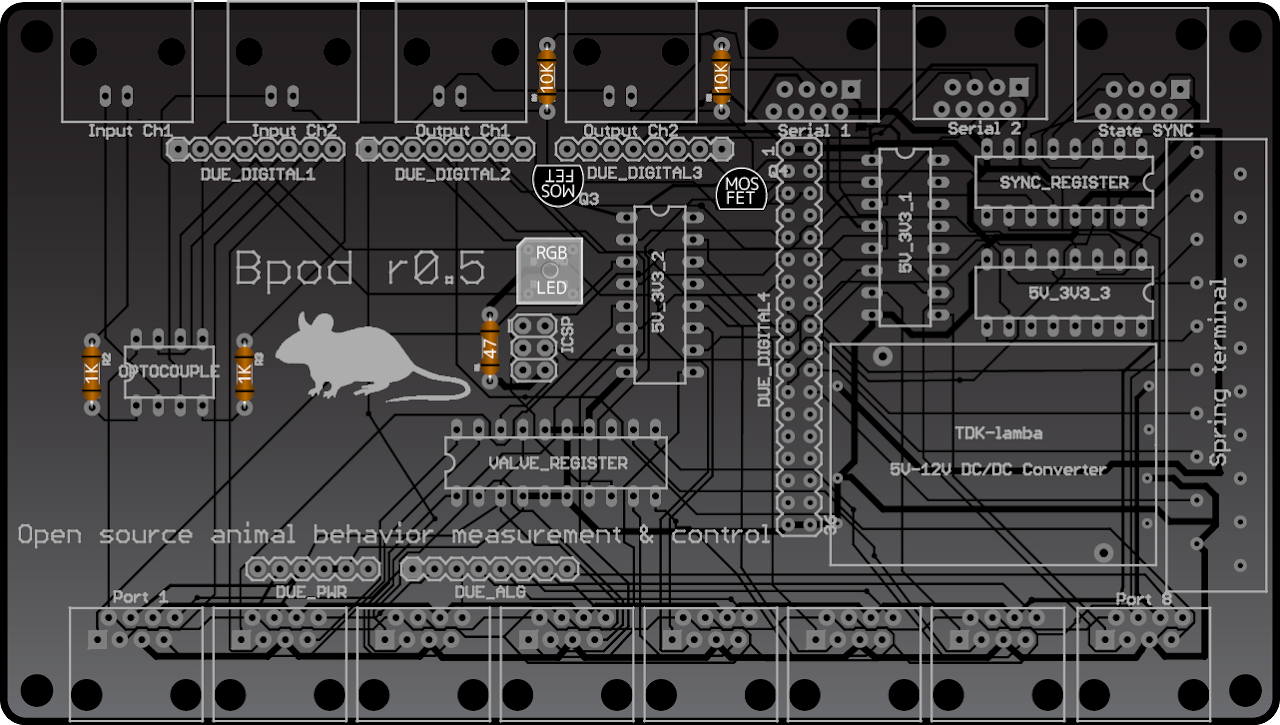 10K
10K
Input Ch1
Input Ch2
Output Ch1
Output Ch2
Serial 1
Serial 2
State SYNC
DUE_DIGITAL1
DUE_DIGITAL2
DUE_DIGITAL3
1
MOS
FET
Q3
MOS
FET
SYNC_REGISTER
5V_3V3_1
Bpod r0.5
RGB
LED
5V_3V3_2
5V_3V3_3
47
ICSP
DUE_DIGITAL4
Spring terminal
1K
R2
OPTOCOUPLE
1K
R3
TDK-lamba
5V-12V DC/DC Converter
VALVE_REGISTER
36
Open source animal behavior measurement & control
DUE_PWR
DUE_ALG
Port 1
Port 8